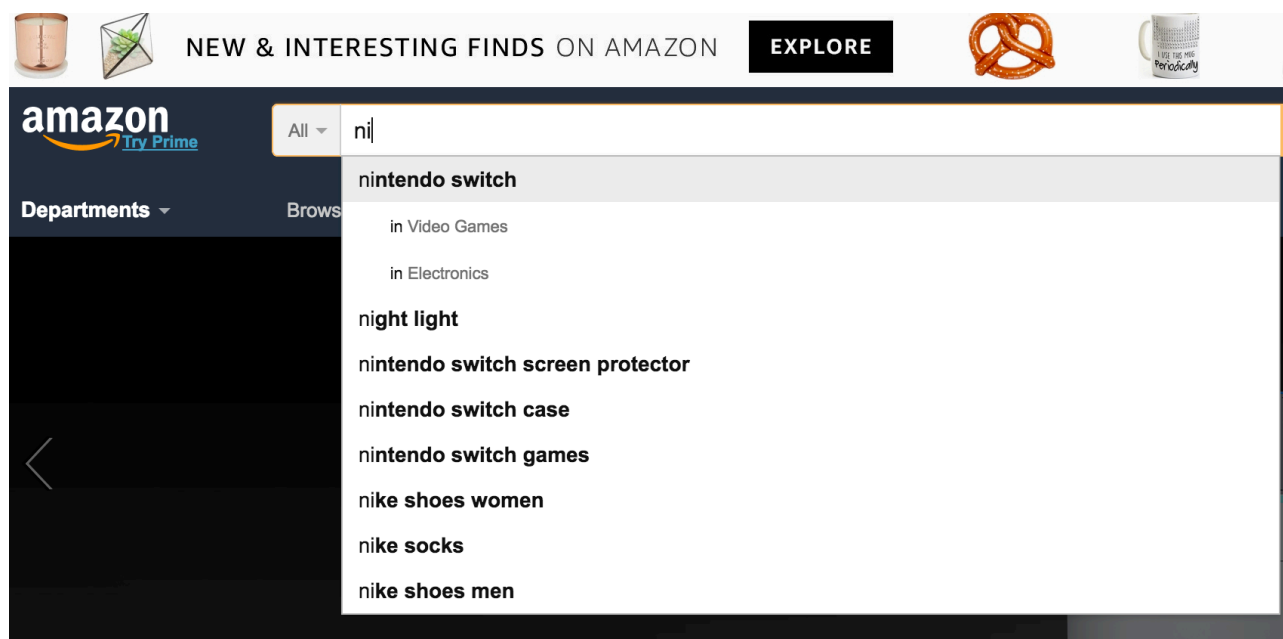 NEW & INTERESTING FINDS ON AMAZON
EXPLORE
I USE THIS MUG
Periodically
amazon
Try Prime
All
ni
Departments
Brows
nintendo switch
in Video Games
in Electronics
night light
nintendo switch screen protector
nintendo switch case
nintendo switch games
nike shoes women
nike socks
nike shoes men